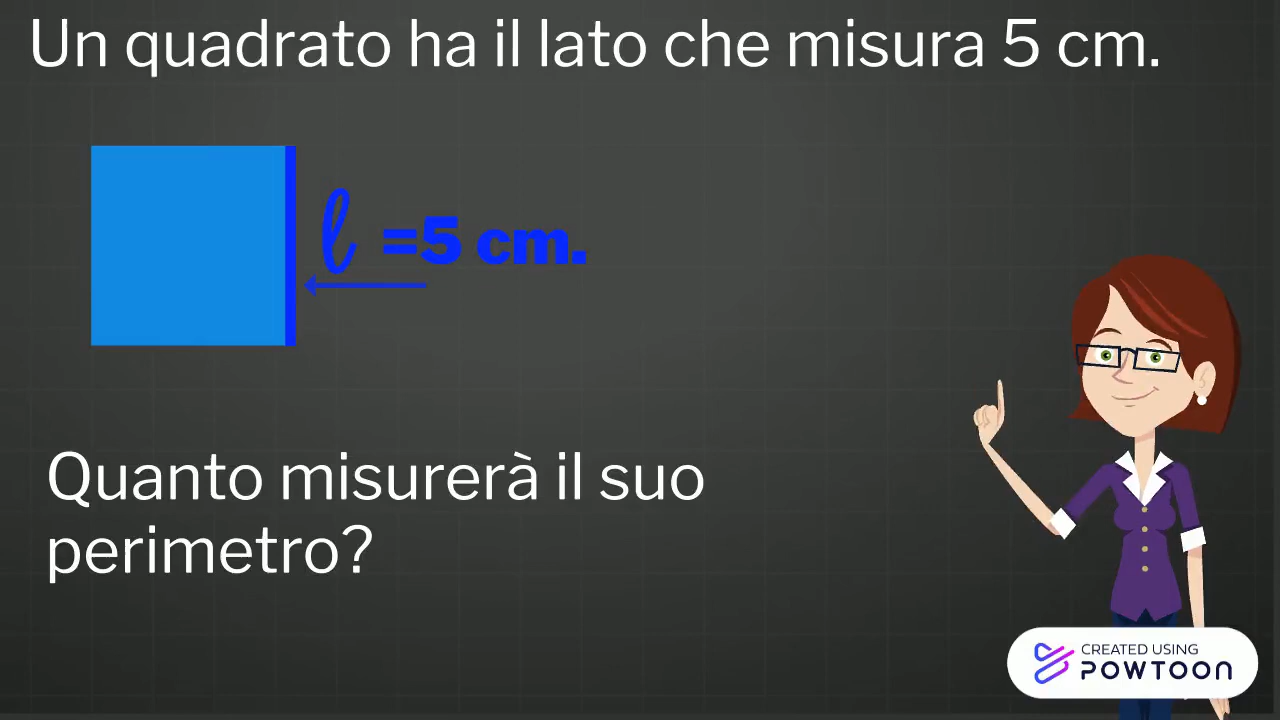 Un quadrato ha il lato che misura 5 cm.
ℓ =5 cm.
Quanto misurerà il suo
perimetro?
CREATED USING
POWTOON